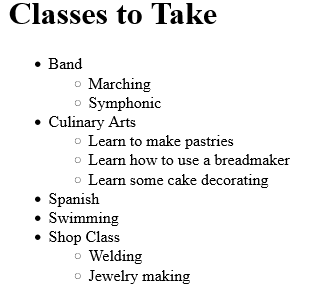 Classes to Take
Band
Marching
Symphonic
Culinary Arts
Learn to make pastries
Learn how to use a breadmaker
Learn some cake decorating
Spanish
Swimming
Shop Class
Welding
Jewelry making